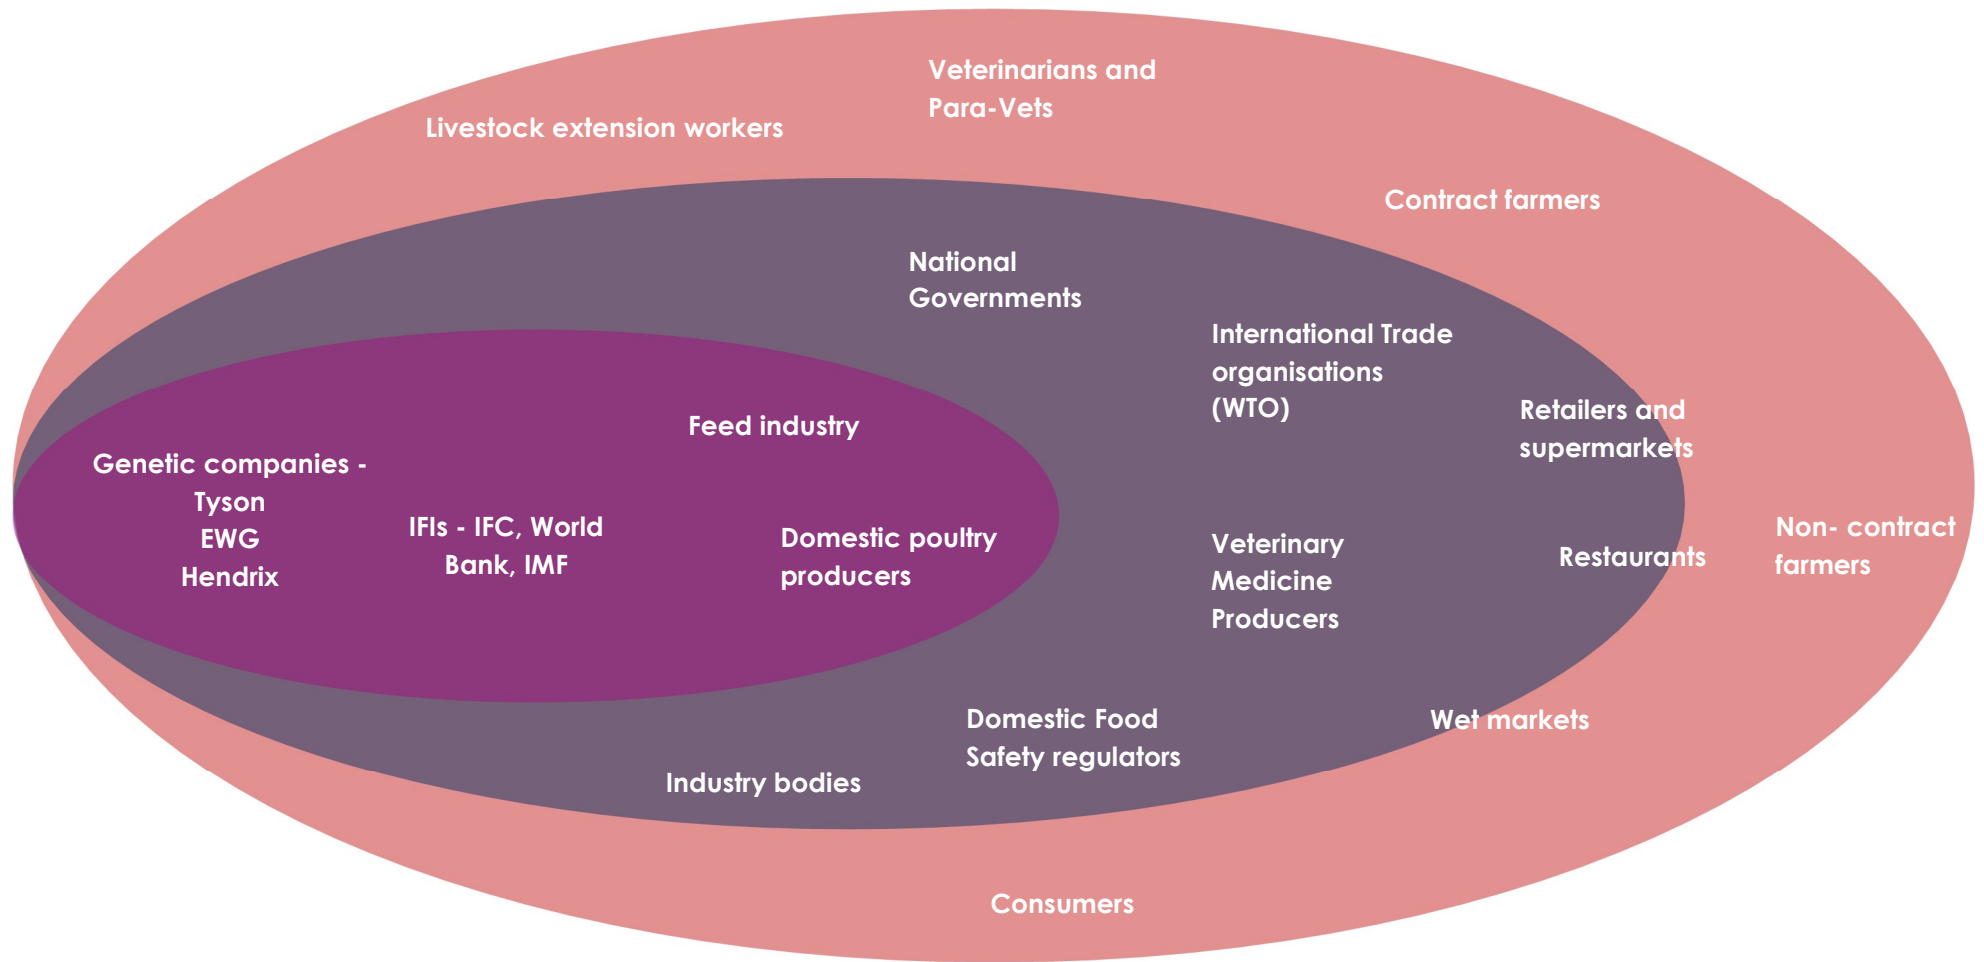 Veterinarians and
Para-Vets
Livestock extension workers
Contract farmers
National
Governments
International Trade
organisations
(WTO)
Retailers and
supermarkets
Feed industry
Genetic companies -
Tyson
EWG
Hendrix
IFIs - IFC, World
Bank, IMF
Domestic poultry
producers
Veterinary
Medicine
Producers
Restaurants
Non- contract
farmers
Domestic Food
Safety regulators
Wet markets
Industry bodies
Consumers